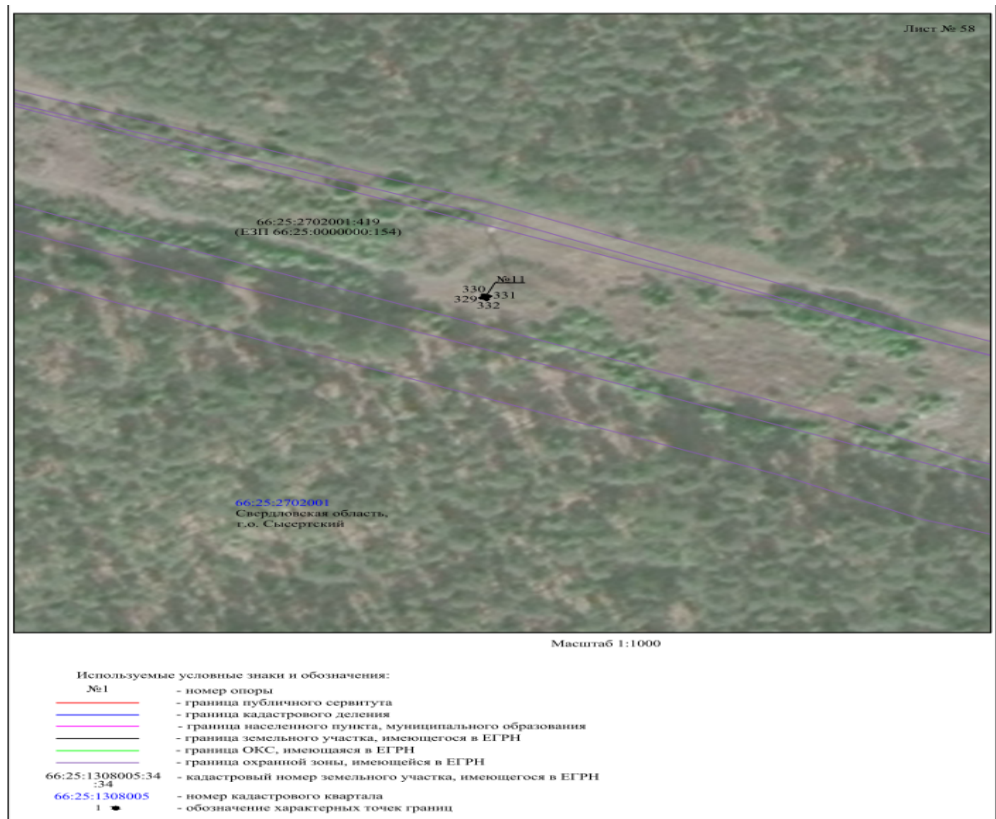 Лист № 58
66:25:2702001:419
(ЕЗП 66:25:0000000:154)
№11
330
331
329
332
66:25:2702001
Свердловская область,
г.о. Сысертский
Масштаб 1:1000
Используемые условные знаки и обозначения:
№1 - номер опоры
- граница публичного сервитута
- граница кадастрового деления
- граница населенного пункта, муниципального образования
- граница земельного участка, имеющегося в ЕГРН
- граница ОКС, имеющаяся в ЕГРН
- граница охранной зоны, имеющейся в ЕГРН
66:25:1308005:34 - кадастровый номер земельного участка, имеющегося в ЕГРН
:34
66:25:1308005 - номер кадастрового квартала
1 - обозначение характерных точек границ